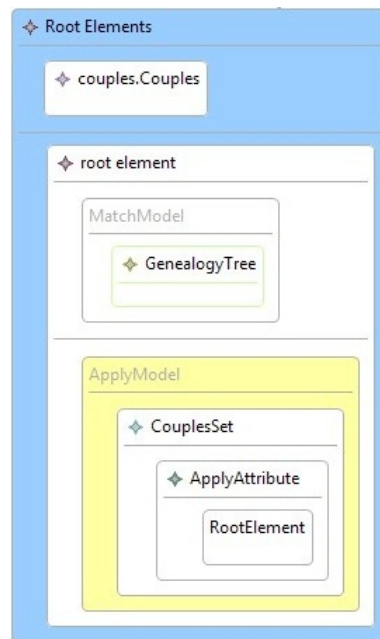 Root Elements
couples.Couples
root element
MatchModel
GenealogyTree
ApplyModel
CouplesSet
ApplyAttribute
RootElement